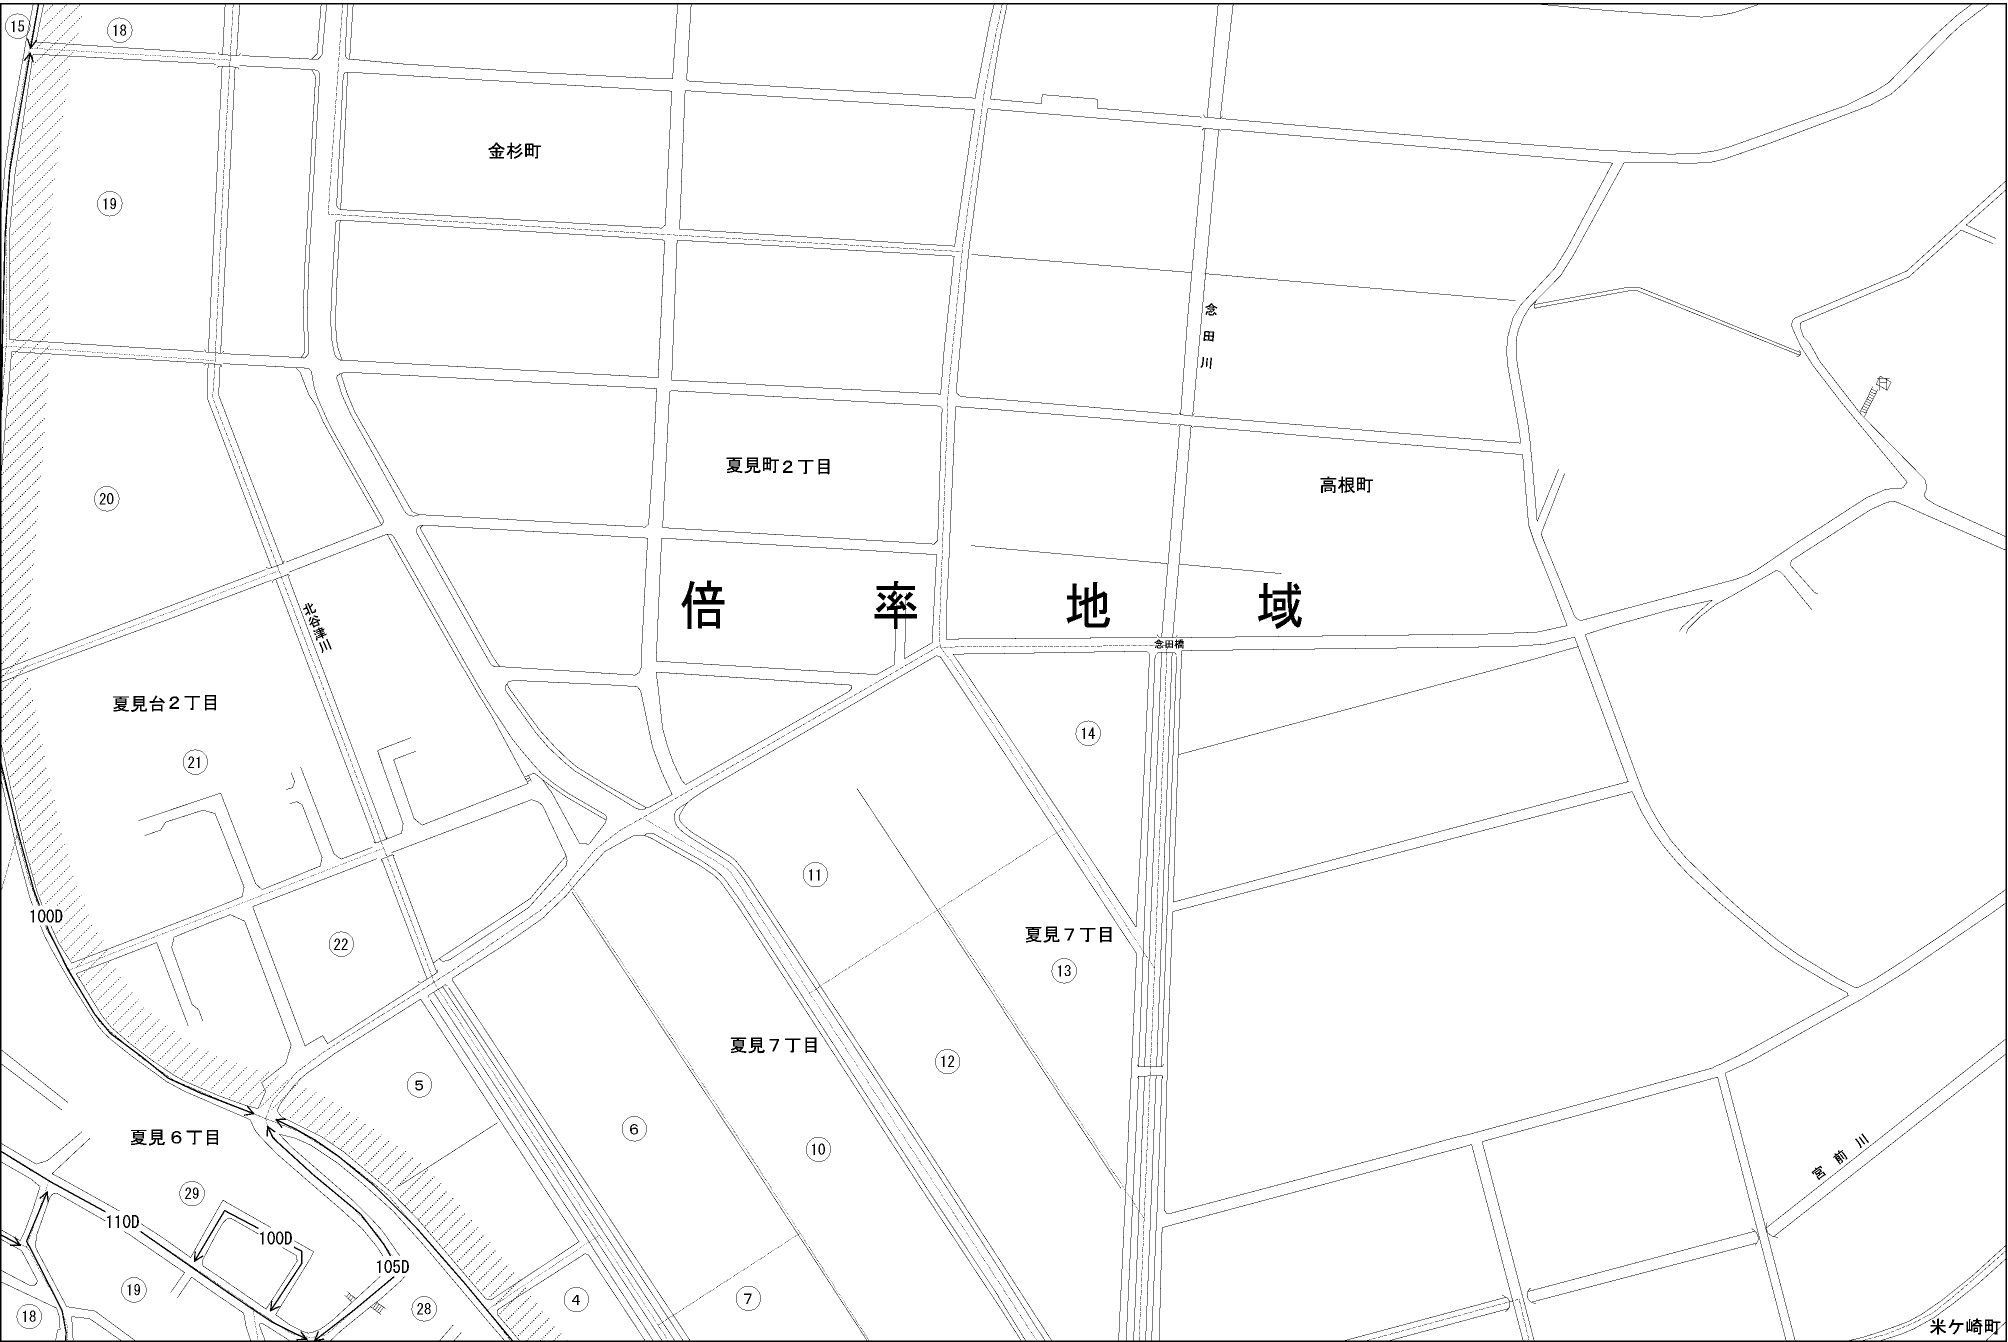 ⑮
⑱
金杉町
⑲
念田川
夏見町2丁目
高根町
⑳
倍率地域
北谷津川
念田橋
夏見台2丁目
⑭
㉑
⑪
100D
夏見7丁目
㉒
⑬
夏見7丁目
⑫
⑤
⑥
夏見6丁目
⑩
宮前川
㉙
110D
100D
105D
⑲
④
⑦
㉘
⑱
米ケ崎町